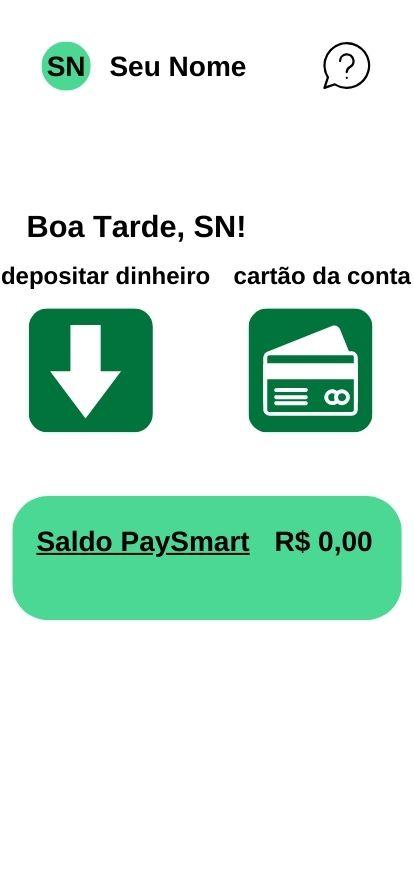 SN Seu Nome
?
Boa Tarde, SN!
depositar dinheiro cartão da conta
Saldo PaySmart R$ 0,00